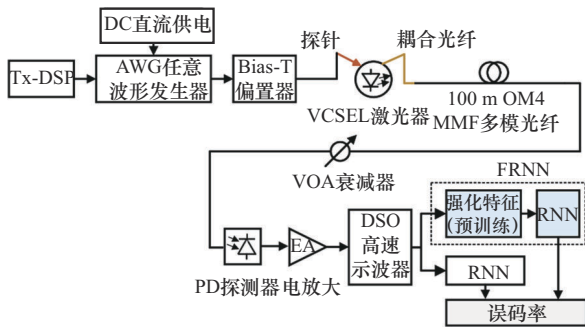 DC直流供电
Tx-DSP
AWG任意
波形发生器
Bias-T
偏置器
探针
耦合光纤
VCSEL激光器
100 m OM4
MMF多模光纤
VOA衰减器
FRNN
PD探测器
EA
电放大
DSO
高速
示波器
强化特征
(预训练)
RNN
RNN
误码率